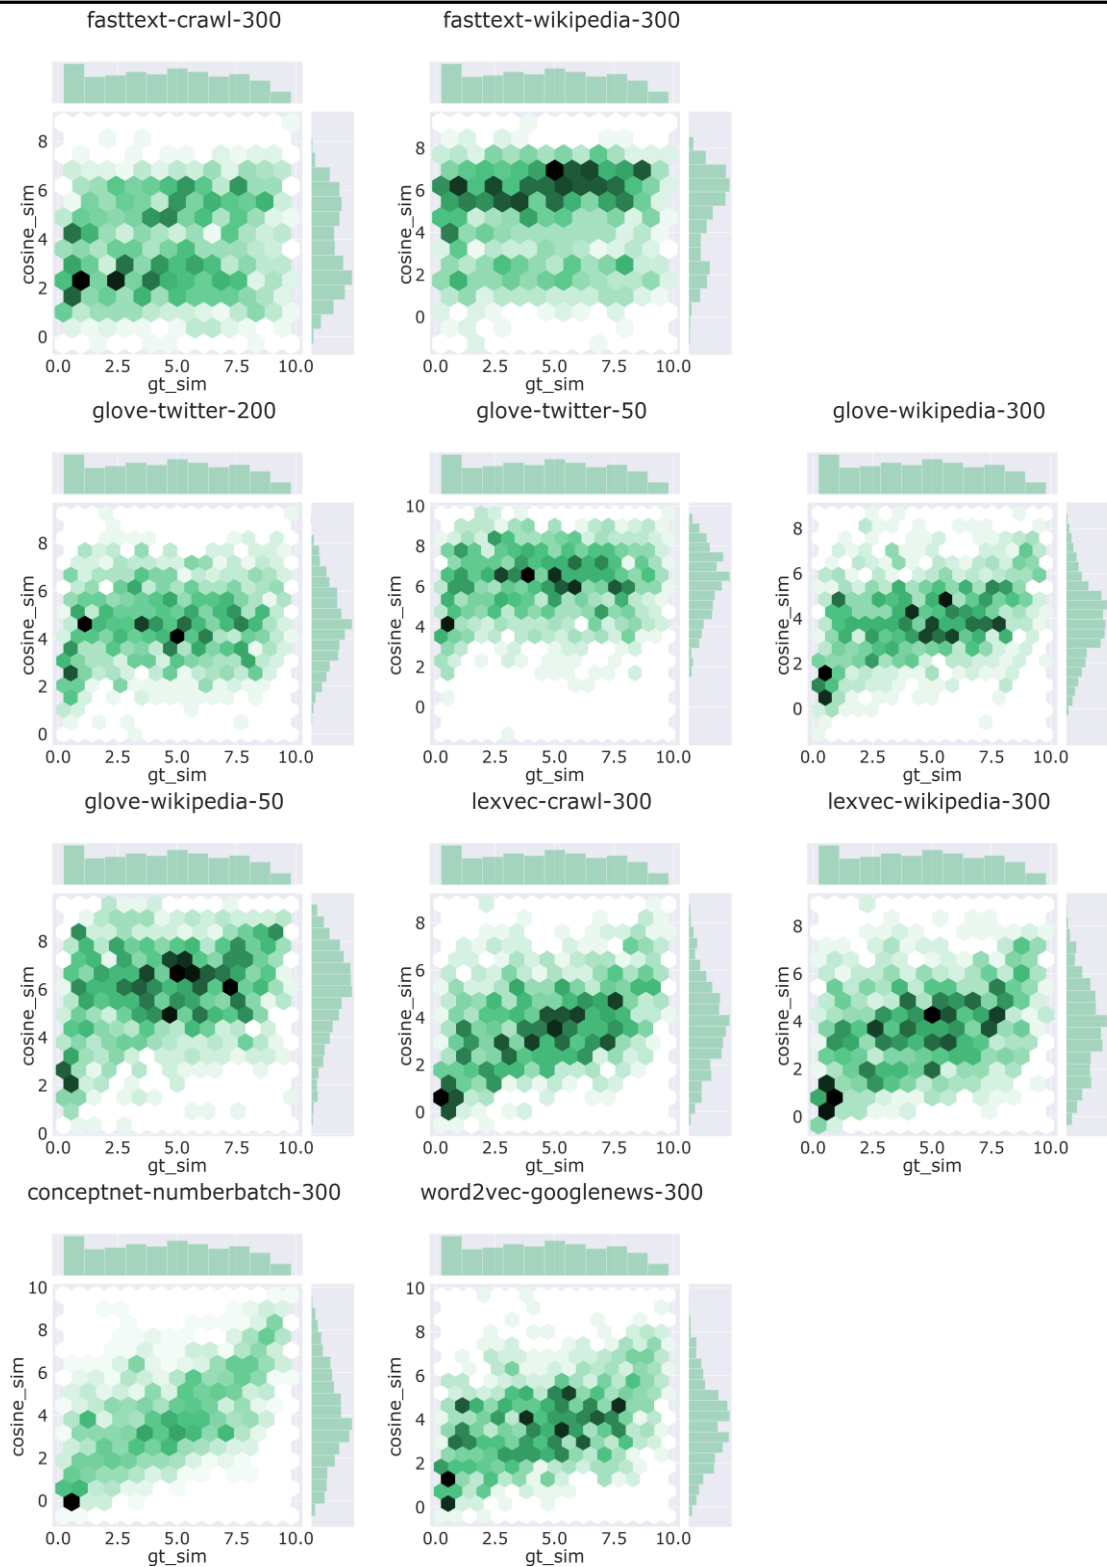 fasttext-crawl-300
fasttext-wikipedia-300
cosine_sim
8
6
4
2
0
0.0 2.5 5.0 7.5 10.0
gt_sim
cosine_sim
8
6
4
2
0
0.0 2.5 5.0 7.5 10.0
gt_sim
glove-twitter-200
glove-twitter-50
glove-wikipedia-300
cosine_sim
8
6
4
2
0
0.0 2.5 5.0 7.5 10.0
gt_sim
cosine_sim
10
8
6
4
2
0
0.0 2.5 5.0 7.5 10.0
gt_sim
cosine_sim
8
6
4
2
0
0.0 2.5 5.0 7.5 10.0
gt_sim
glove-wikipedia-50
lexvec-crawl-300
lexvec-wikipedia-300
cosine_sim
8
6
4
2
0
0.0 2.5 5.0 7.5 10.0
gt_sim
cosine_sim
8
6
4
2
0
0.0 2.5 5.0 7.5 10.0
gt_sim
cosine_sim
8
6
4
2
0
0.0 2.5 5.0 7.5 10.0
gt_sim
conceptnet-numberbatch-300
word2vec-googlenews-300
cosine_sim
10
8
6
4
2
0
0.0 2.5 5.0 7.5 10.0
gt_sim
cosine_sim
10
8
6
4
2
0
0.0 2.5 5.0 7.5 10.0
gt_sim